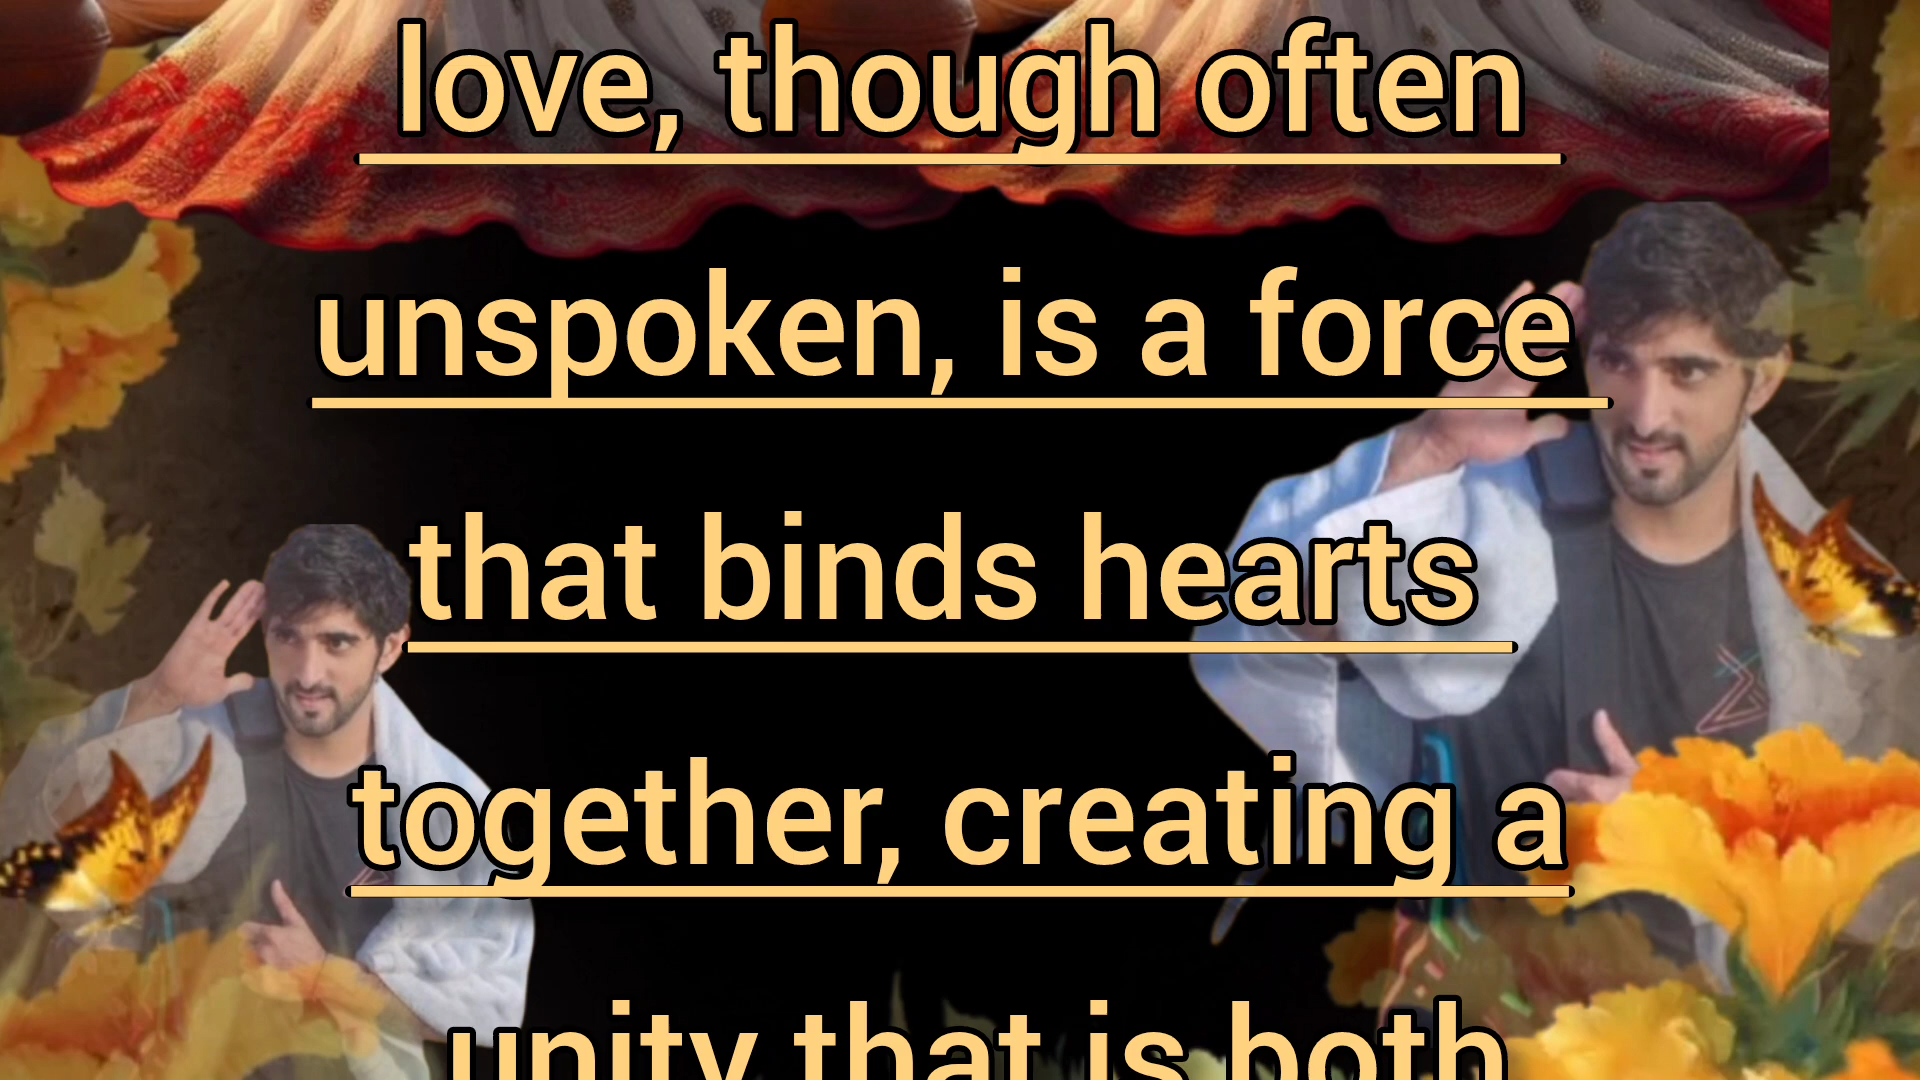 love, though often
unspoken, is a force
that binds hearts
together, creating a
unity that is both